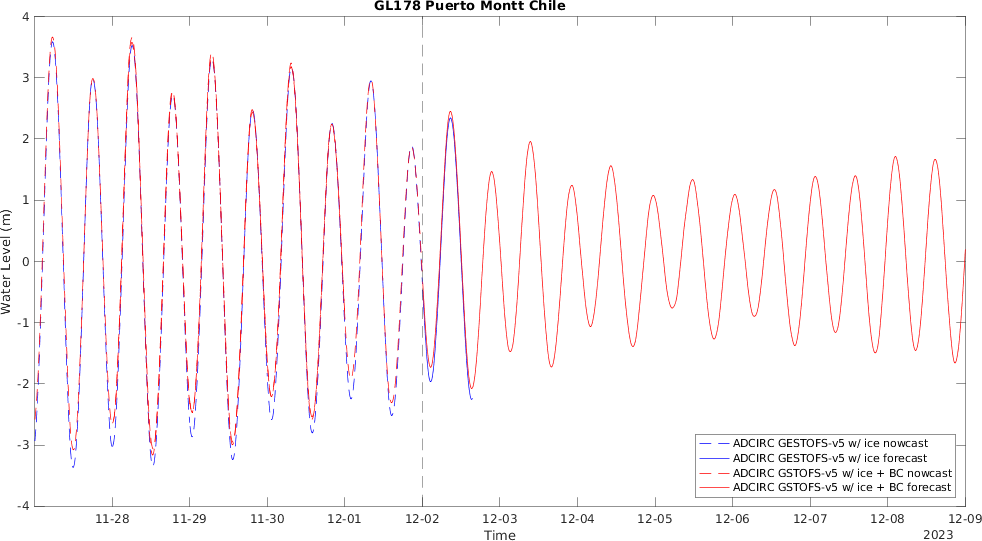 GL178 Puerto Montt Chile
4
3
2
1
0
-1
-2
-3
-4
Water Level (m)
ADCIRC GESTOFS-v5 w/ ice nowcast
ADCIRC GESTOFS-v5 w/ ice forecast
ADCIRC GSTOFS-v5 w/ ice + BC nowcast
ADCIRC GSTOFS-v5 w/ ice + BC forecast
11-28 11-29 11-30 12-01 12-02 12-03 12-04 12-05 12-06 12-07 12-08 12-09
Time
2023